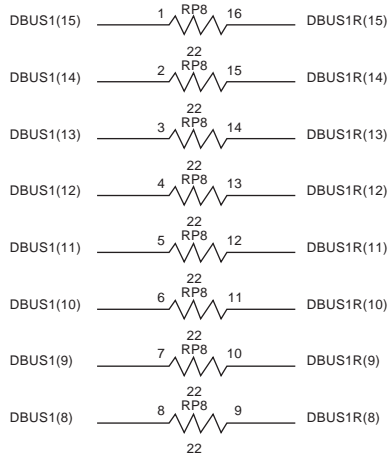 DBUS1(15) 1 RP8 16 DBUS1R(15)
22
DBUS1(14) 2 RP8 15 DBUS1R(14)
22
DBUS1(13) 3 RP8 14 DBUS1R(13)
22
DBUS1(12) 4 RP8 13 DBUS1R(12)
22
DBUS1(11) 5 RP8 12 DBUS1R(11)
22
DBUS1(10) 6 RP8 11 DBUS1R(10)
22
DBUS1(9) 7 RP8 10 DBUS1R(9)
22
DBUS1(8) 8 RP8 9 DBUS1R(8)
22